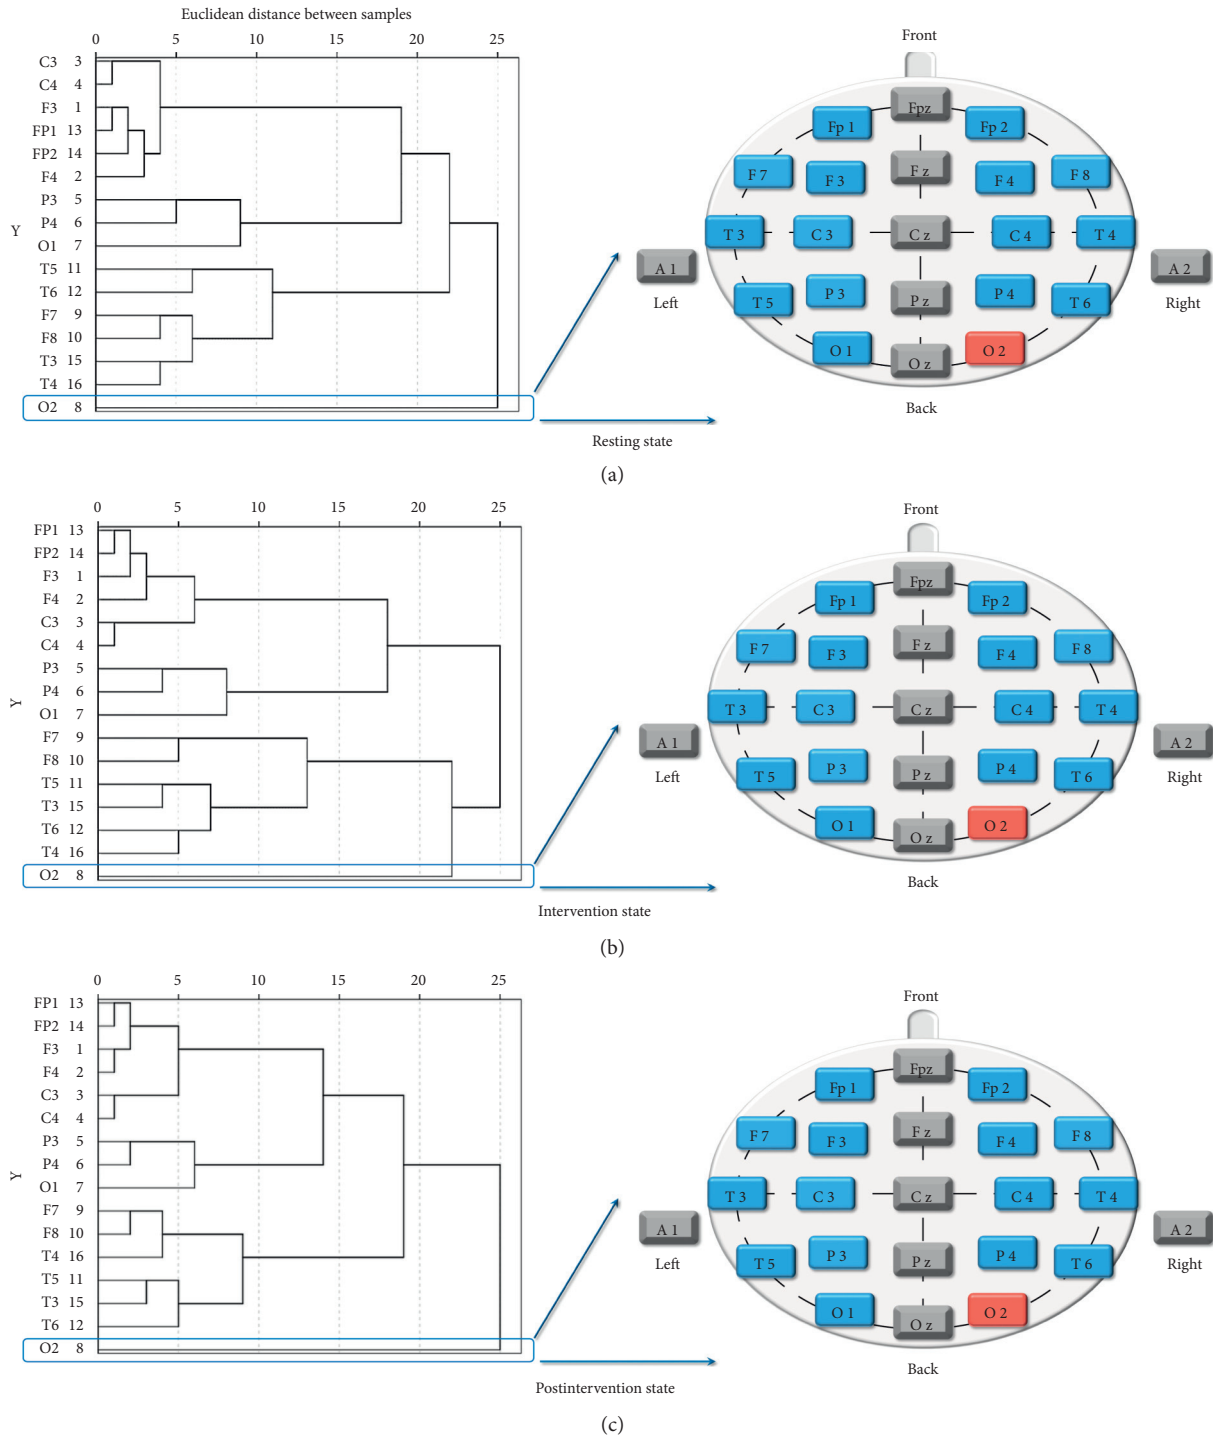 Euclidean distance between samples
0 5 10 15 20 25
C3 3
C4 4
F3 1
FP1 13
FP2 14
F4 2
P3 5
P4 6
O1 7
T5 11
T6 12
F7 9
F8 10
T3 15
T4 16
O2 8
Y
Front
Fpz
Fp 1 Fp 2
F 7 F 3 F z F 4 F 8
T 3 C 3 C z C 4 T 4
A 1 A 2
Left Right
T 5 P 3 P z P 4 T 6
O 1 O z O 2
Back
Resting state
(a)
0 5 10 15 20 25
FP1 13
FP2 14
F3 1
F4 2
C3 3
C4 4
P3 5
P4 6
O1 7
F7 9
F8 10
T5 11
T3 15
T6 12
T4 16
O2 8
Y
Front
Fpz
Fp 1 Fp 2
F 7 F 3 F z F 4 F 8
T 3 C 3 C z C 4 T 4
A 1 A 2
Left Right
T 5 P 3 P z P 4 T 6
O 1 O z O 2
Back
Intervention state
(b)
0 5 10 15 20 25
FP1 13
FP2 14
F3 1
F4 2
C3 3
C4 4
P3 5
P4 6
O1 7
F7 9
F8 10
T4 16
T5 11
T3 15
T6 12
O2 8
Y
Front
Fpz
Fp 1 Fp 2
F 7 F 3 F z F 4 F 8
T 3 C 3 C z C 4 T 4
A 1 A 2
Left Right
T 5 P 3 P z P 4 T 6
O 1 O z O 2
Back
Postintervention state
(c)